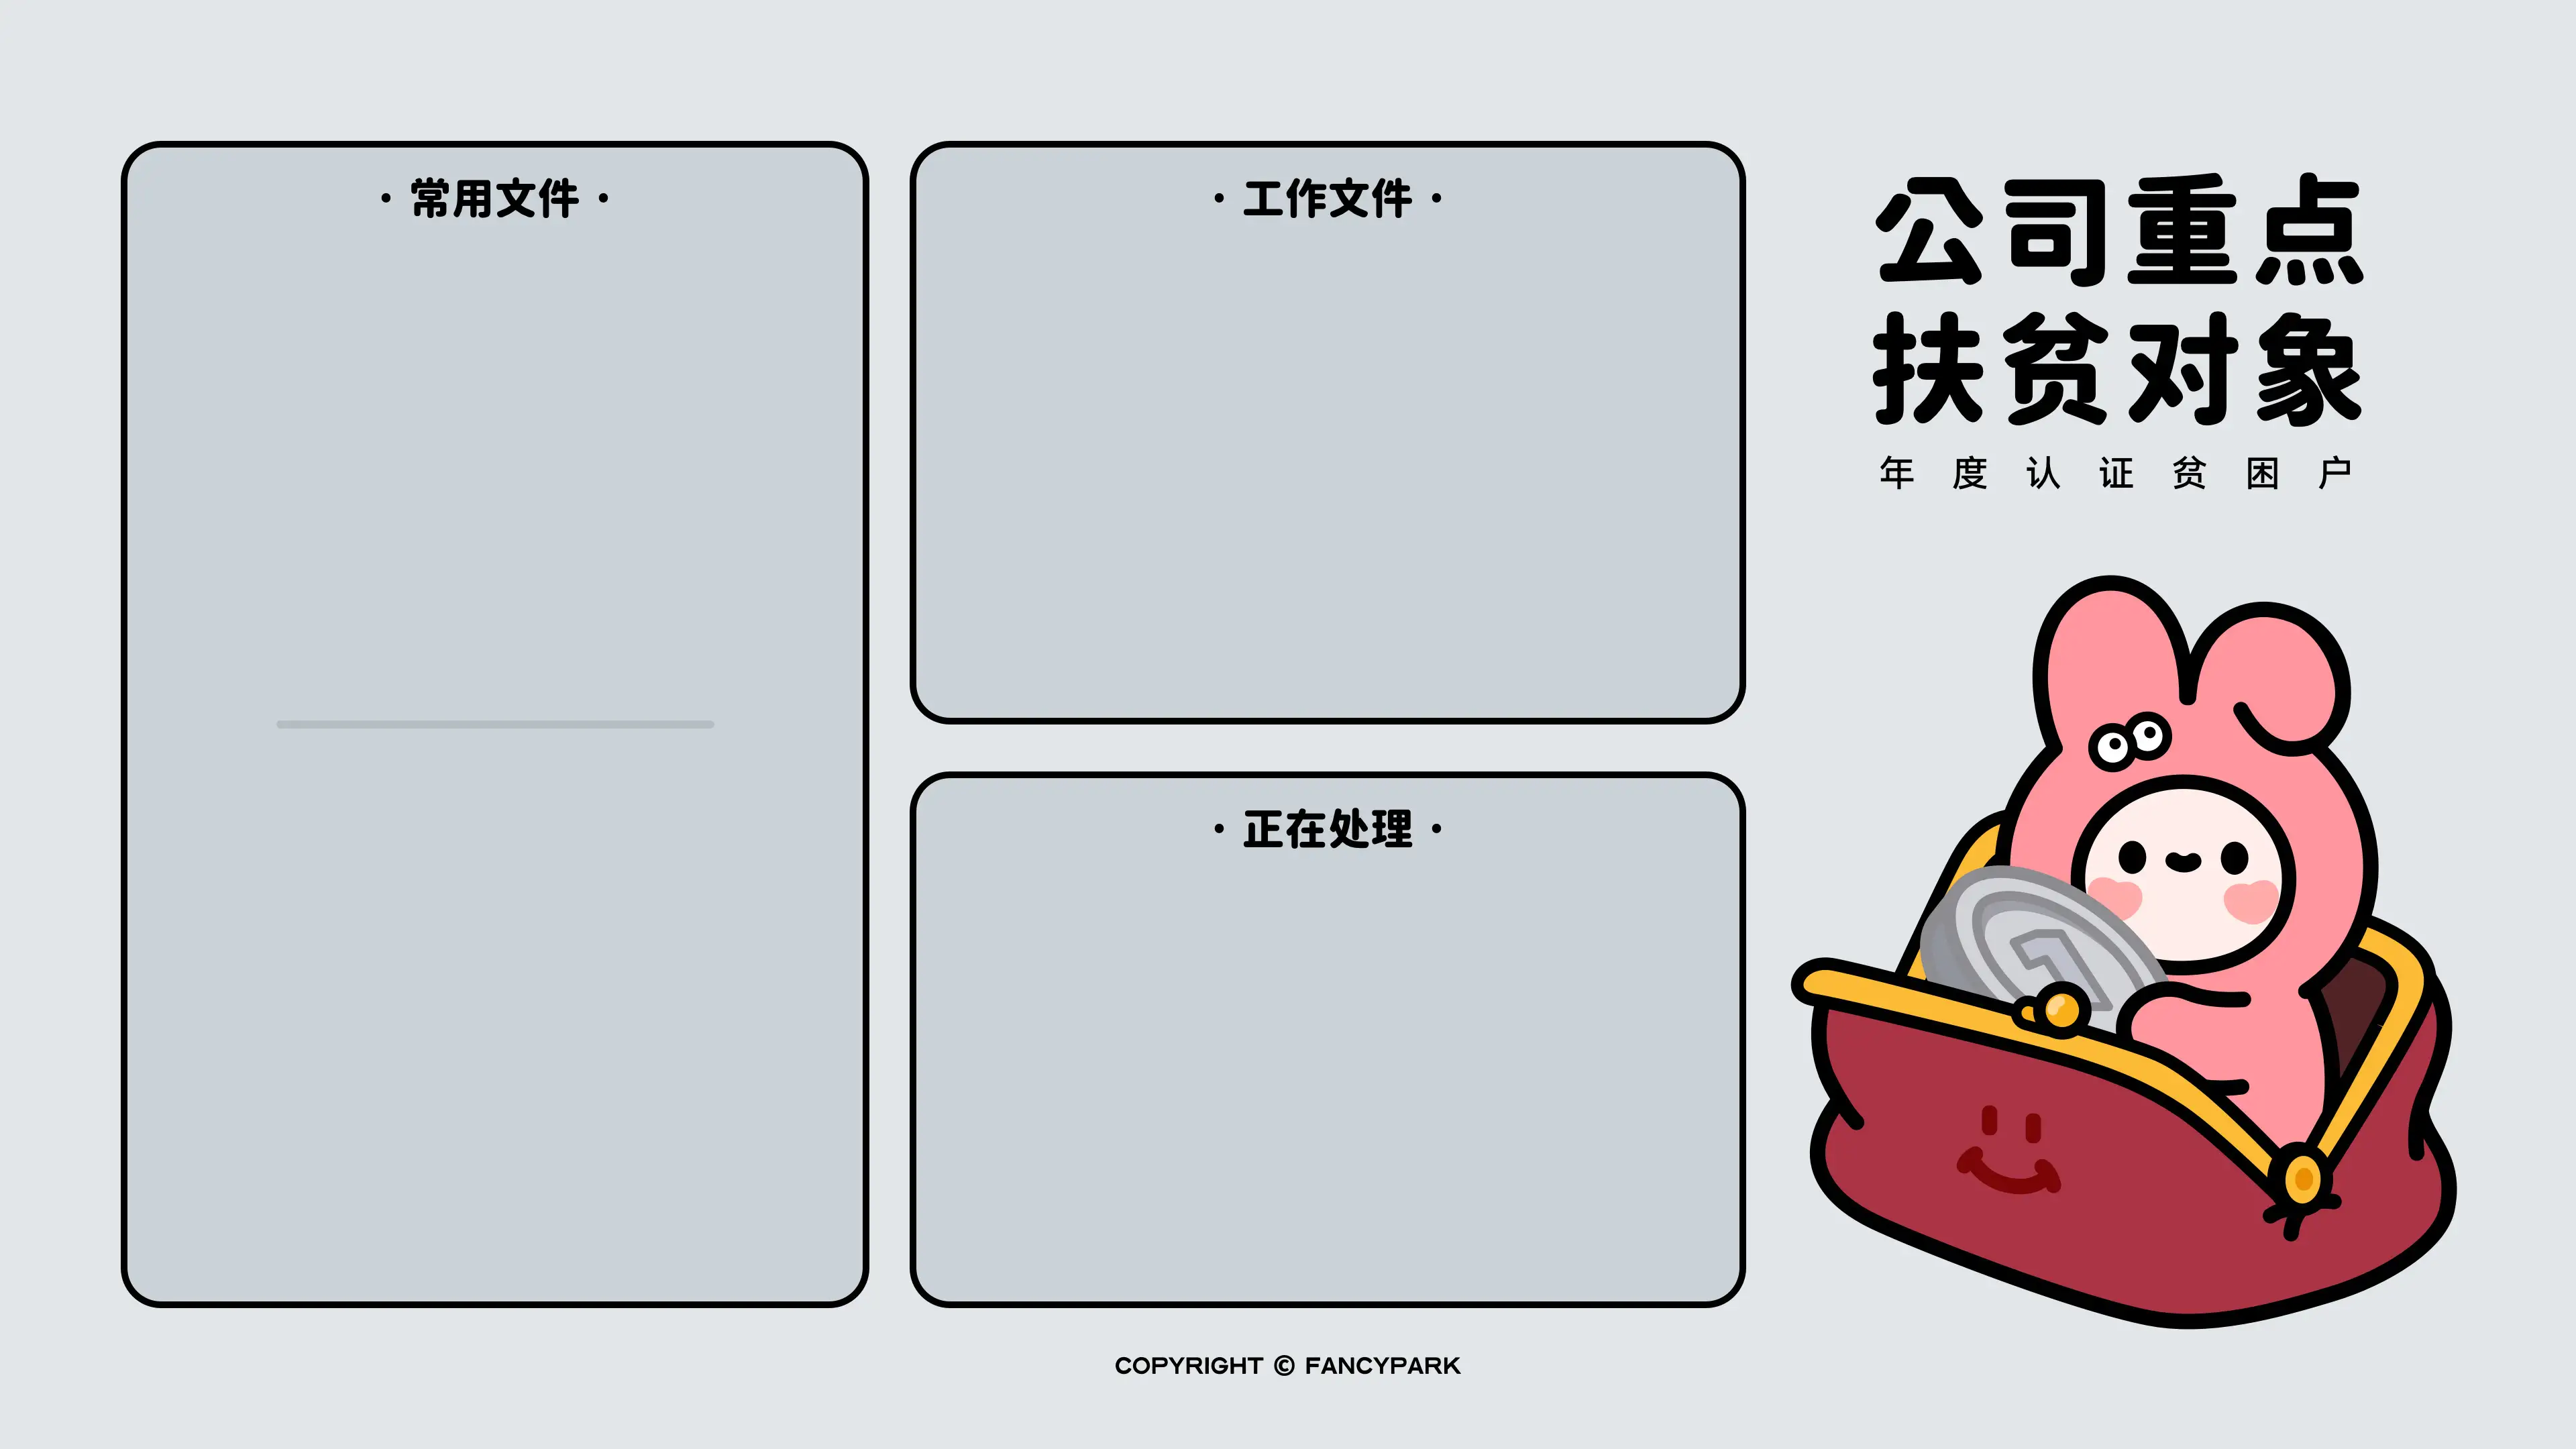 · 常用文件 ·
· 工作文件 ·
· 正在处理 ·
公司重点
扶贫对象
年度认证贫困户
1
COPYRIGHT © FANCYPARK